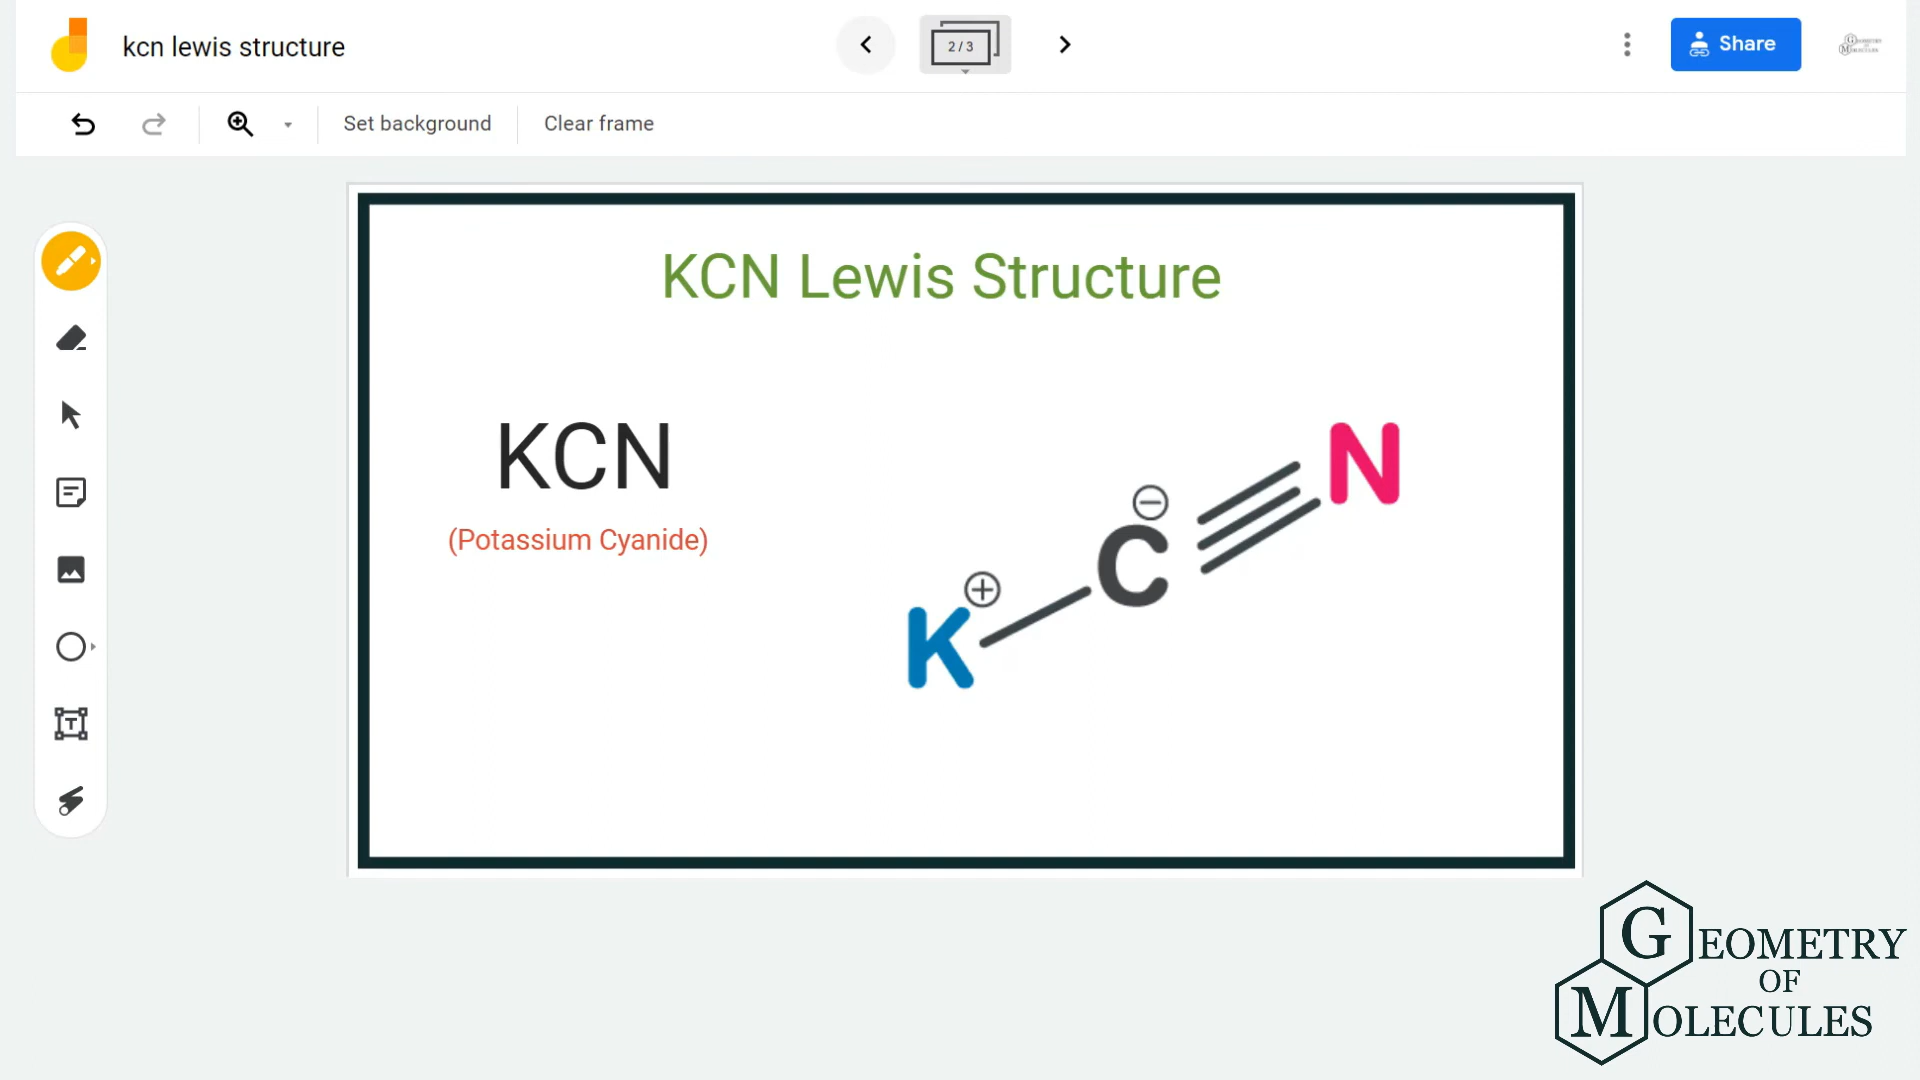 kcn lewis structure
2 / 3
Share
Set background
Clear frame
KCN Lewis Structure
KCN
(Potassium Cyanide)
N
⊖
C
⊕
K
T
GEOMETRY
OF
MOLECULES